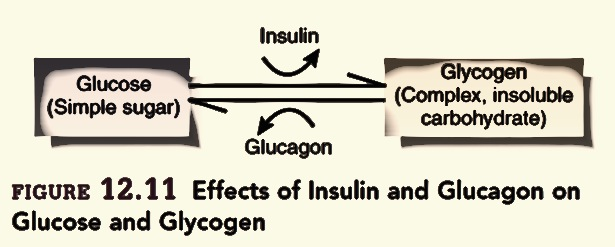 Insulin
Glucose
(Simple sugar)
Glycogen
(Complex, insoluble
carbohydrate)
Glucagon
FIGURE 12.11 Effects of Insulin and Glucagon on
Glucose and Glycogen